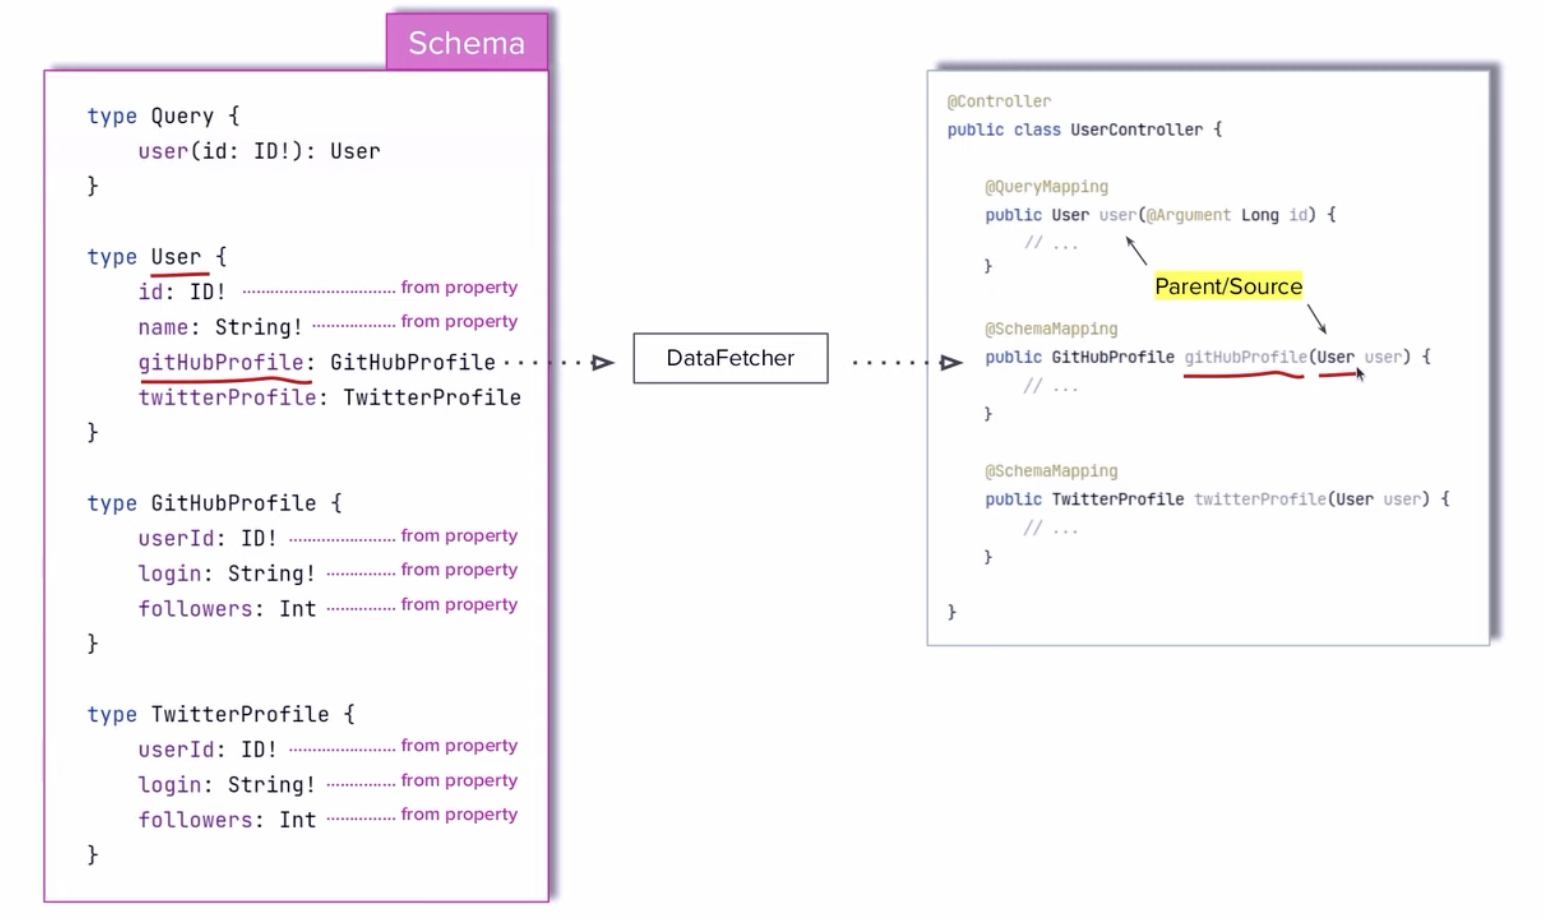 Schema
type Query {
user(id: ID!): User
}
type User {
id: ID! from property
name: String! from property
gitHubProfile: GitHubProfile
twitterProfile: TwitterProfile
}
type GitHubProfile {
userId: ID! from property
login: String! from property
followers: Int from property
}
type TwitterProfile {
userId: ID! from property
login: String! from property
followers: Int from property
}
DataFetcher
@Controller
public class UserController {
@QueryMapping
public User user(@Argument Long id) {
// ...
}
Parent/Source
@SchemaMapping
public GitHubProfile gitHubProfile(User user) {
// ...
}
@SchemaMapping
public TwitterProfile twitterProfile(User user) {
// ...
}
}